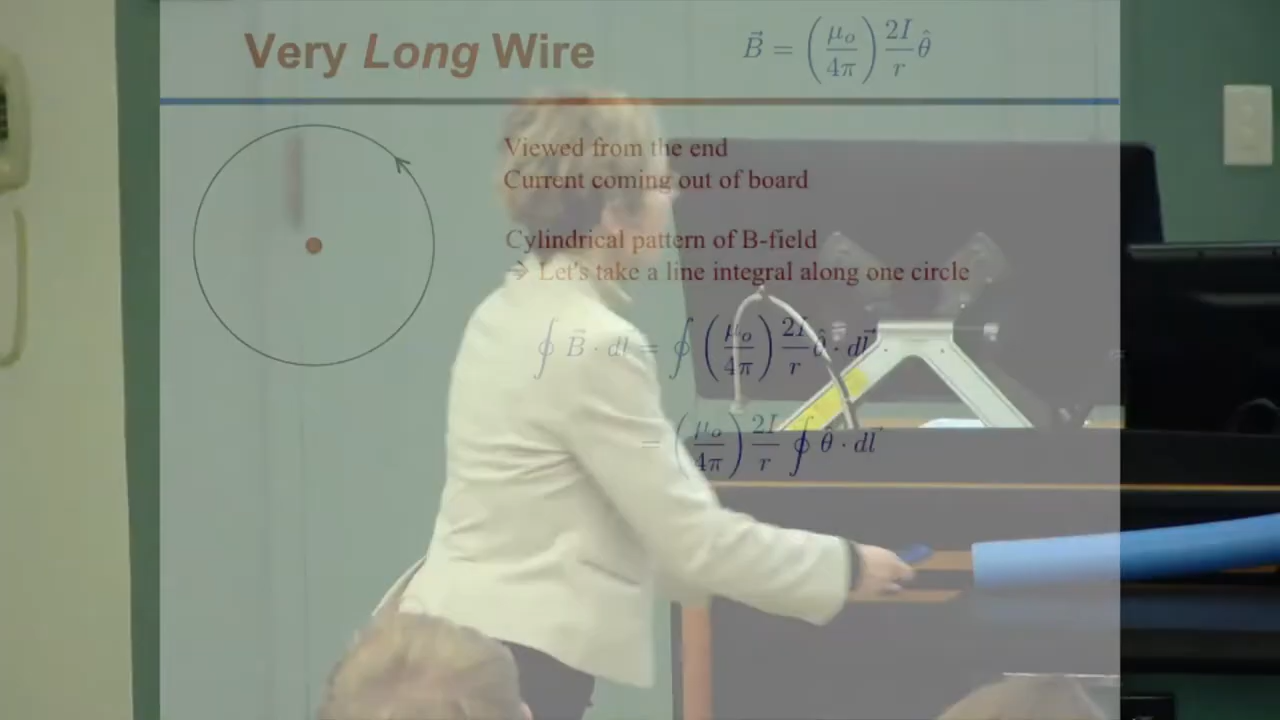 Very Long Wire
\vec{B} = \left(\frac{\mu_o}{4\pi}\right)\frac{2I}{r}\hat{\theta}
Viewed from the end
Current coming out of board
Cylindrical pattern of B-field
→ Let's take a line integral along one circle
\oint \vec{B} \cdot d\vec{l} = \oint \left(\frac{\mu_o}{4\pi}\right)\frac{2I}{r}\hat{\theta} \cdot d\vec{l}
= \left(\frac{\mu_o}{4\pi}\right)\frac{2I}{r} \oint \hat{\theta} \cdot d\vec{l}